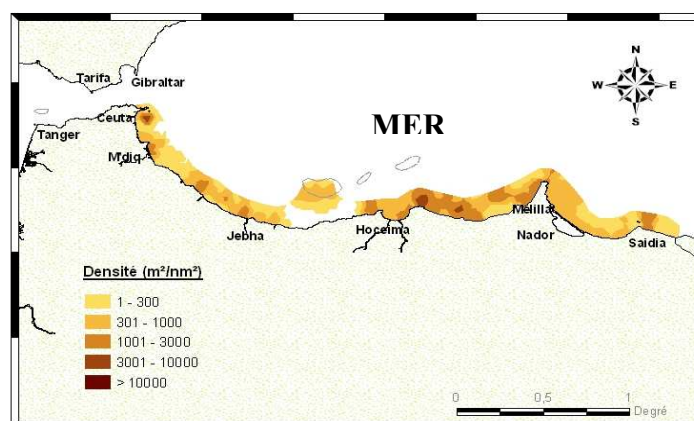 N
W E
S
Tarifa
Gibraltar
Ceuta
Tanger
MER
M'diq
Jebha
Hoceima
Melilla
Nador
Saidia
Densité (m²/nm²)
1 - 300
301 - 1000
1001 - 3000
3001 - 10000
> 10000
0 0,5 1
Degré